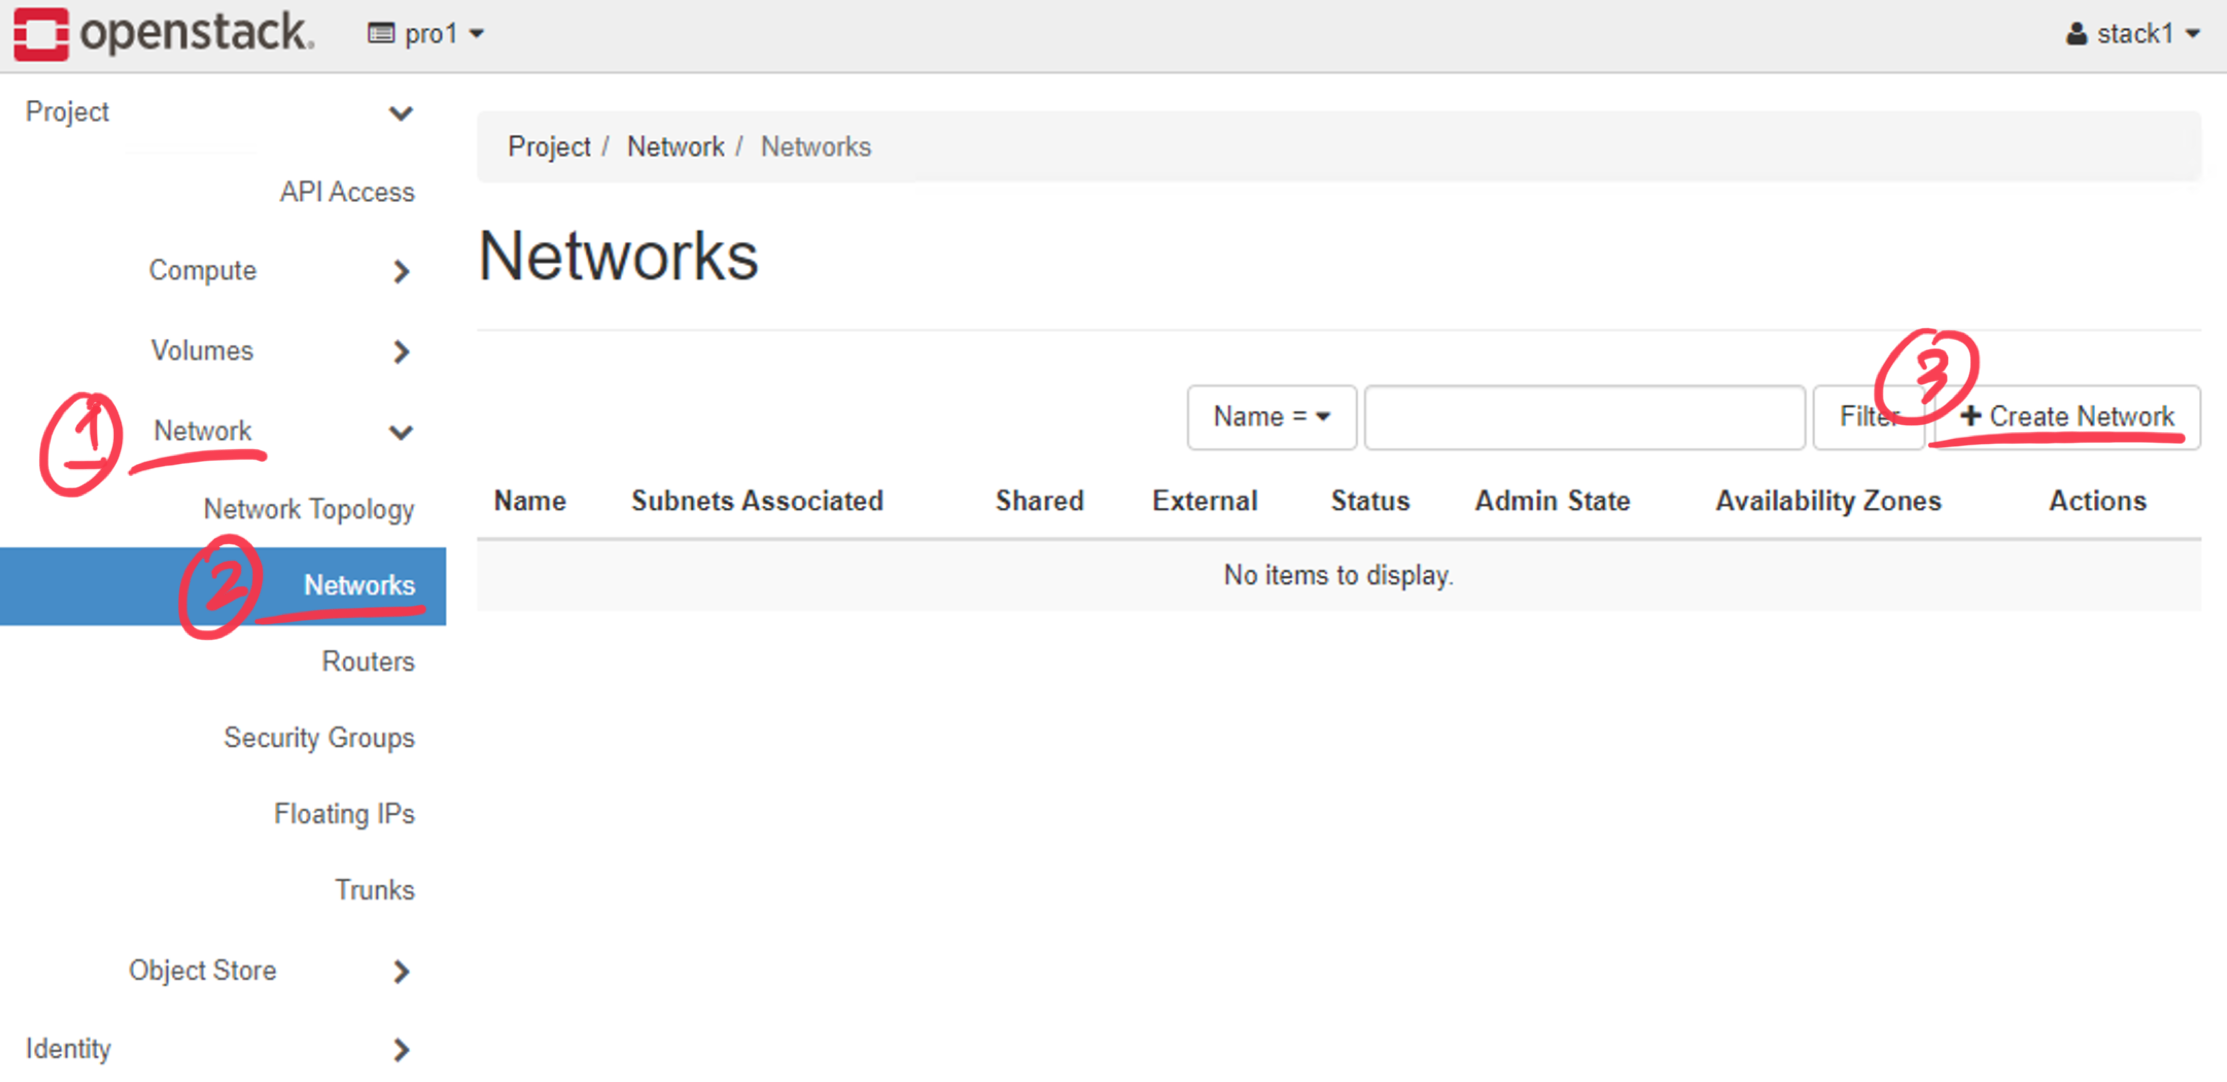 openstack. pro1 stack1
Project
Project / Network / Networks
API Access
Networks
Compute
Volumes
1 Network
Network Topology
2 Networks
Routers
Security Groups
Floating IPs
Trunks
Object Store
Identity
3
Name = Filter + Create Network
Name Subnets Associated Shared External Status Admin State Availability Zones Actions
No items to display.